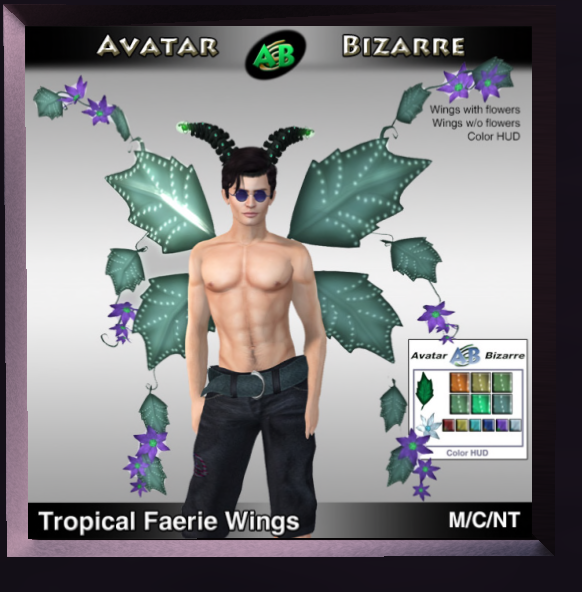 AVATAR AB BIZARRE
Wings with flowers
Wings w/o flowers
Color HUD
Avatar AB Bizarre
Color HUD
Tropical Faerie Wings M/C/NT